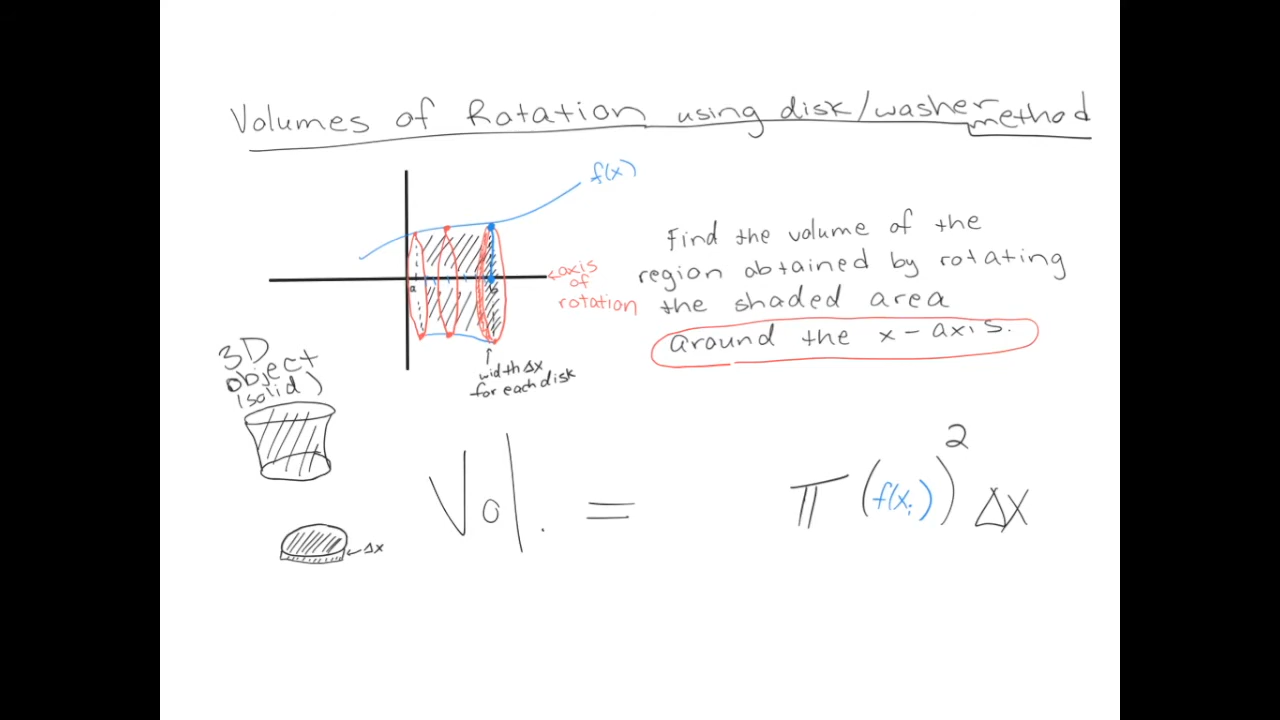 Volumes of Rotation using disk/washer method
f(x)
axis
of
rotation
a
b
width Δx
for each disk
Find the volume of the
region obtained by rotating
the shaded area
around the x-axis.
3D
object
(solid)
Vol. = π(f(xᵢ))² Δx
Δx